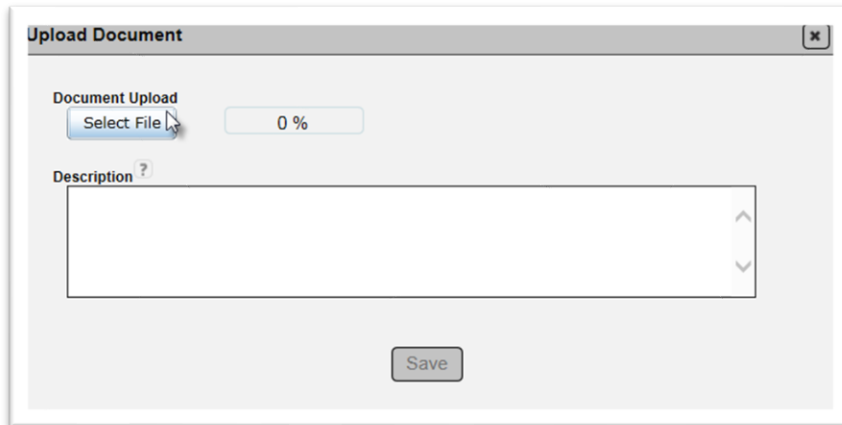 Upload Document
Document Upload
Select File
0 %
Description ?
Save